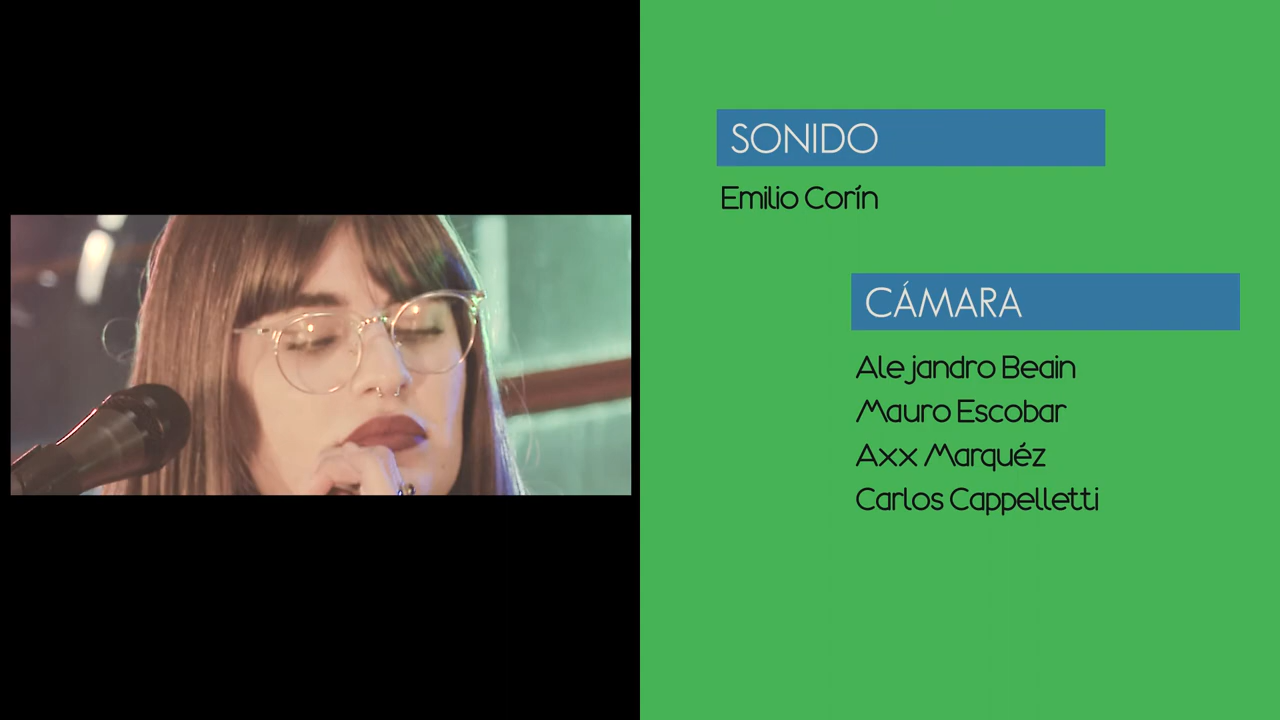 SONIDO
Emilio Corín
CÁMARA
Alejandro Beain
Mauro Escobar
Axx Marquéz
Carlos Cappelletti